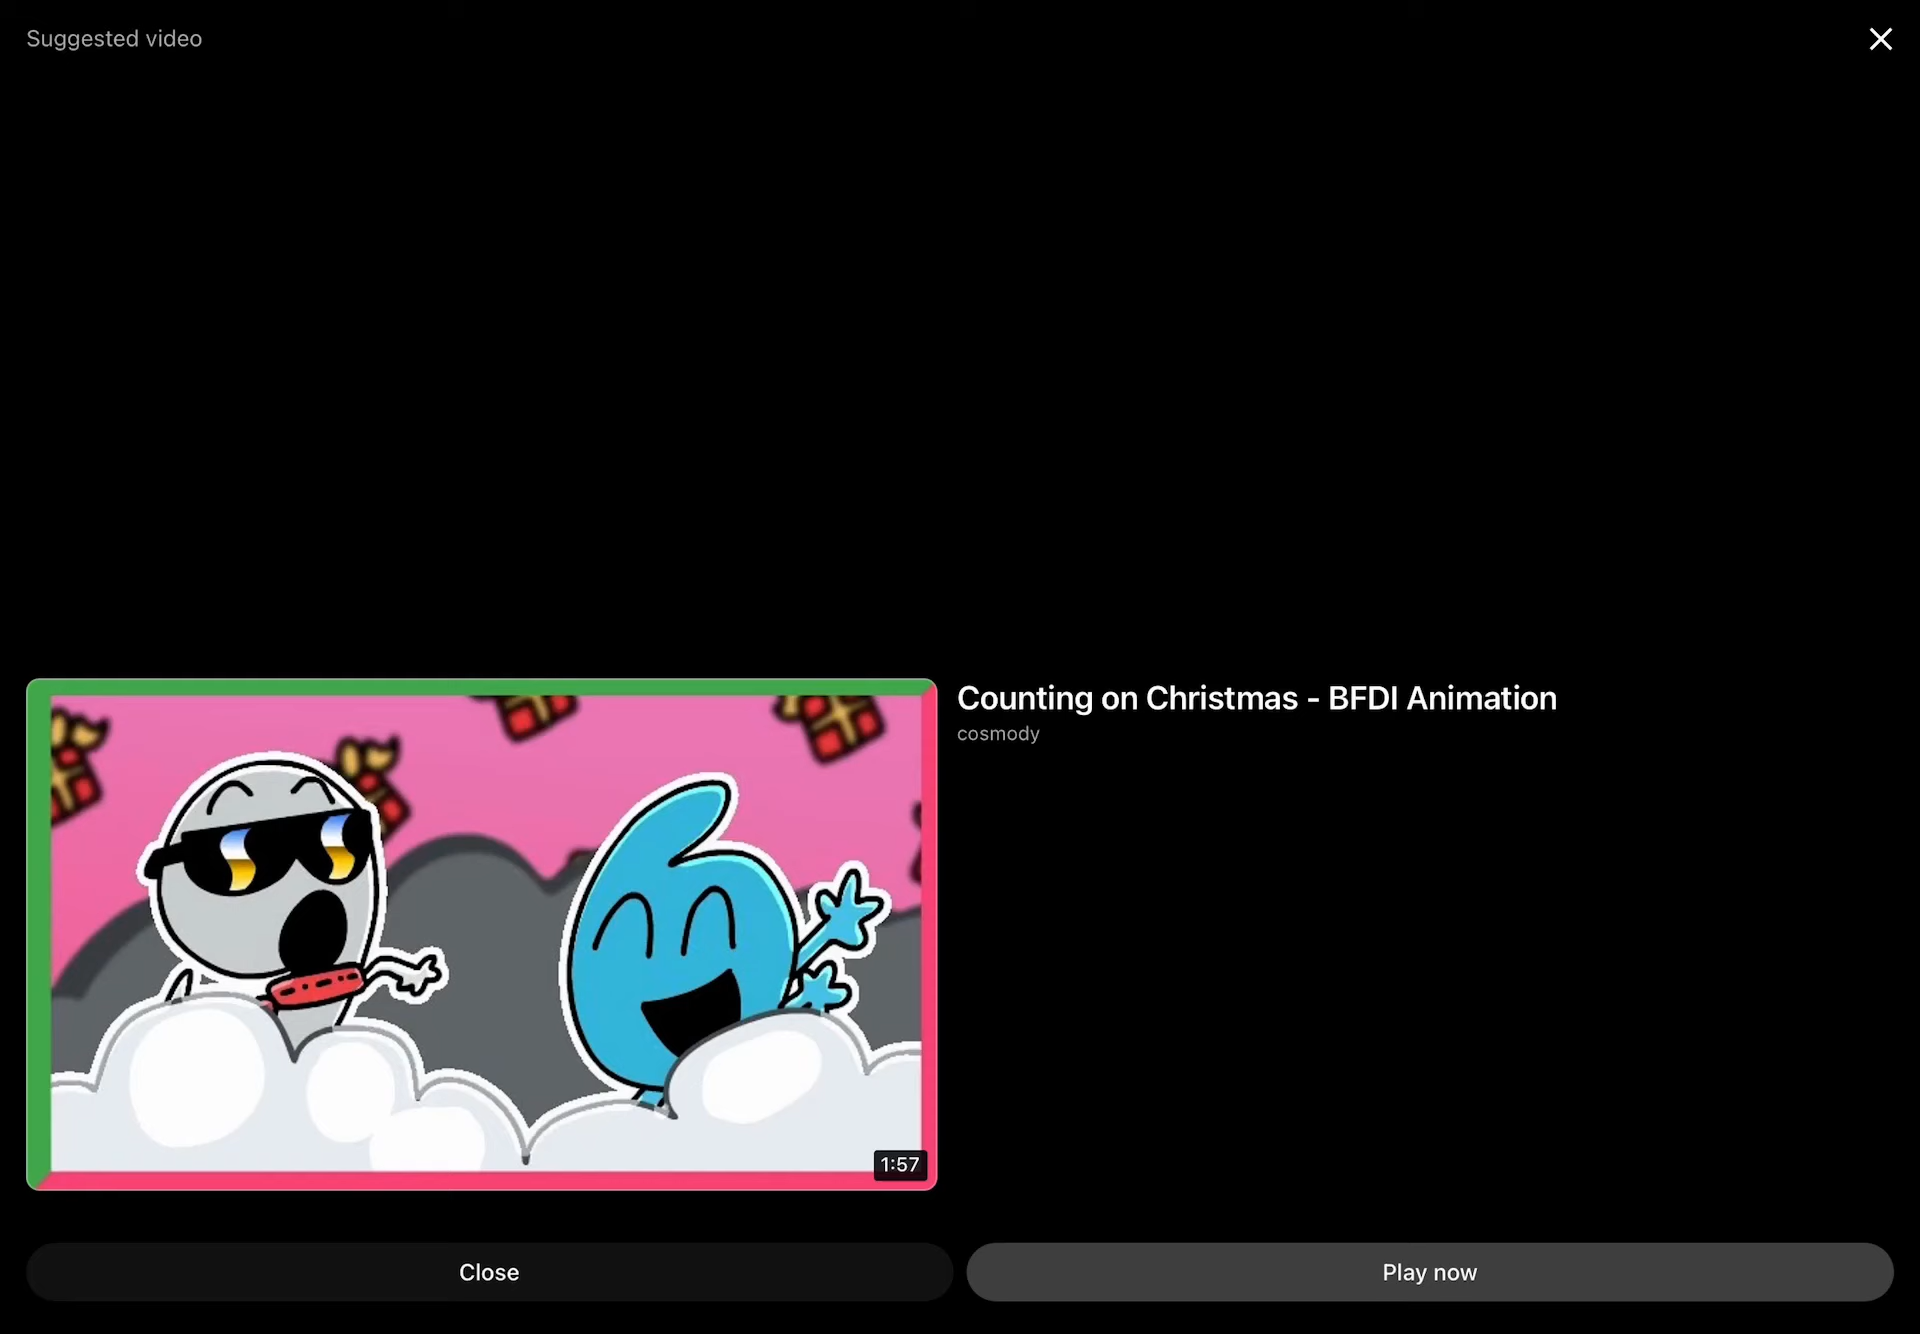 Suggested video
Counting on Christmas - BFDI Animation
cosmody
1:57
Close
Play now